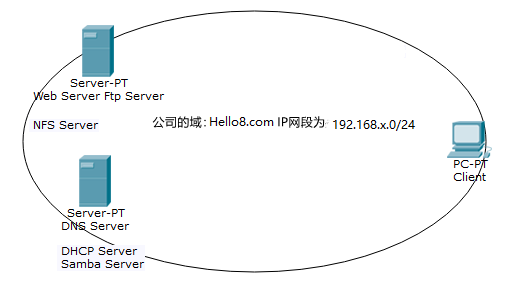 Server-PT
Web Server Ftp Server
NFS Server
公司的域：Hello8.com IP网段为 192.168.x.0/24
PC-PT
Client
Server-PT
DNS Server
DHCP Server
Samba Server